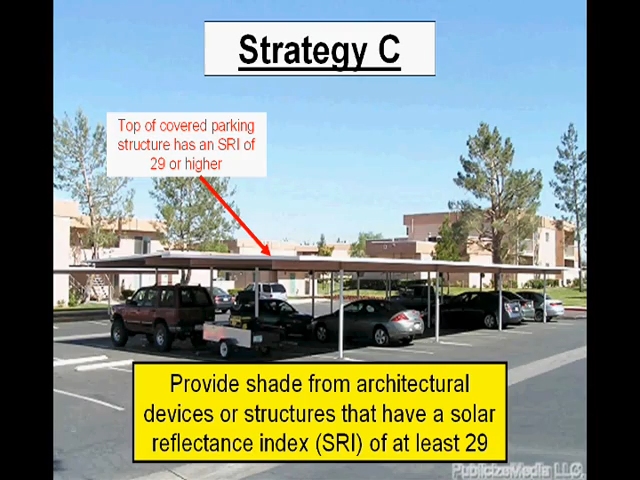 Strategy C
Top of covered parking
structure has an SRI of
29 or higher
Provide shade from architectural
devices or structures that have a solar
reflectance index (SRI) of at least 29
PublicizeMedia LLC.